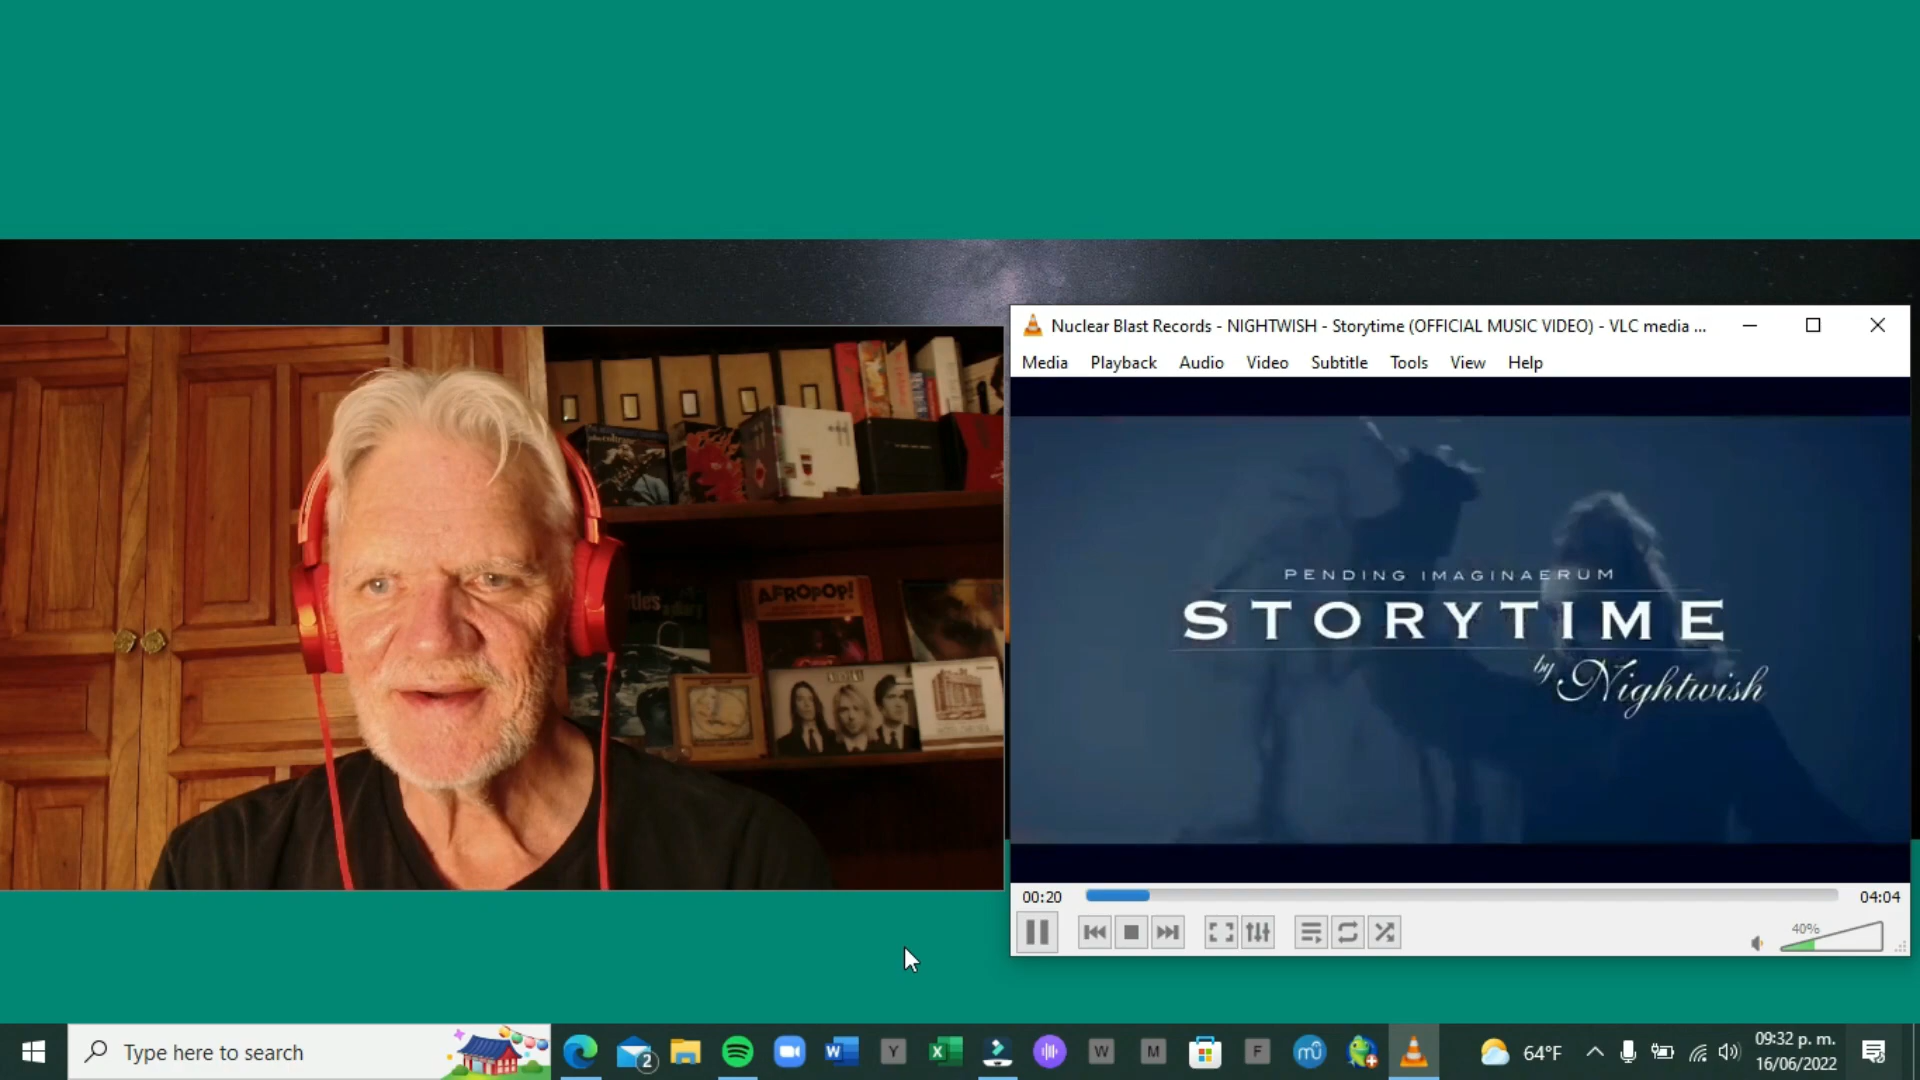 Nuclear Blast Records - NIGHTWISH - Storytime (OFFICIAL MUSIC VIDEO) - VLC media ...
Media Playback Audio Video Subtitle Tools View Help
AFROPOP!
PENDING IMAGINAERUM
STORYTIME
by Nightwish
00:20
04:04
40%
Type here to search
2
W
Y
X
W
M
F
mū
64°F
09:32 p. m.
16/06/2022